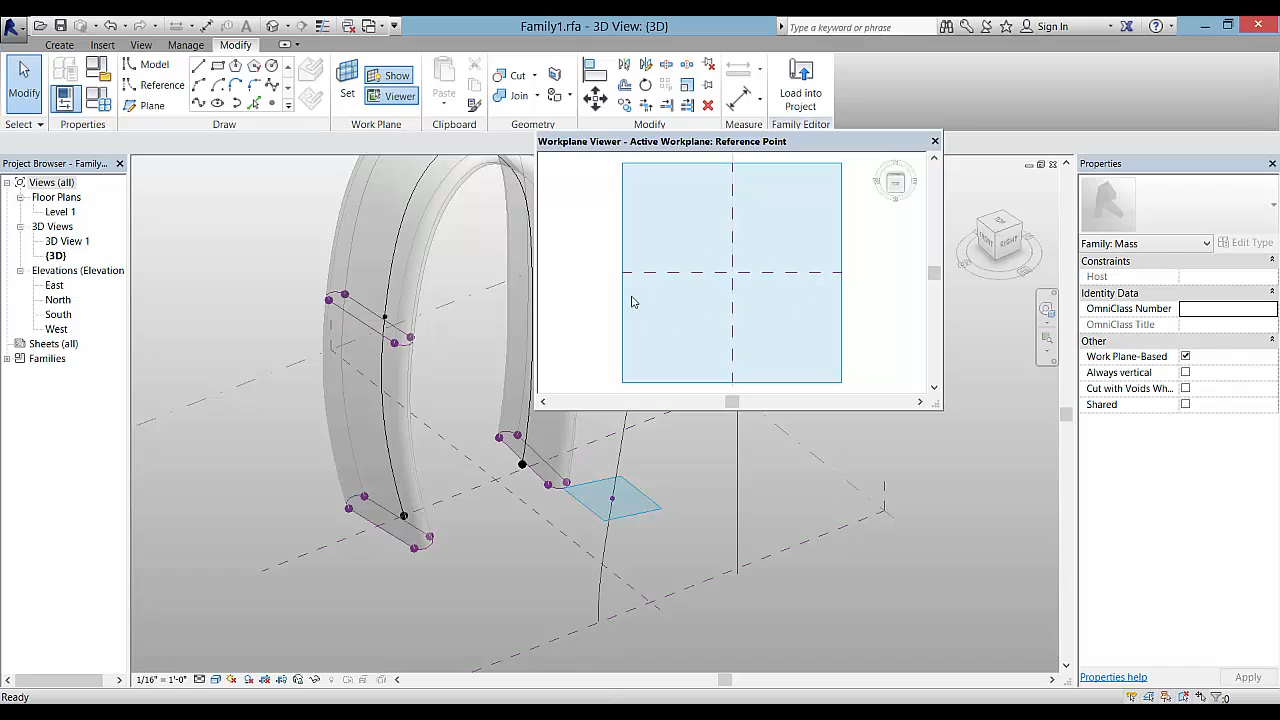 Family1.rfa - 3D View: {3D}
Type a keyword or phrase
Sign In
Create
Insert
View
Manage
Modify
Model
Reference
Plane
Modify
Set
Show
Viewer
Paste
Cut
Join
Load into
Project
Select
Properties
Draw
Work Plane
Clipboard
Geometry
Modify
Measure
Family Editor
Workplane Viewer - Active Workplane: Reference Point
Project Browser - Family...
Views (all)
Floor Plans
Level 1
3D Views
3D View 1
{3D}
Elevations (Elevation
East
North
South
West
Sheets (all)
Families
TOP
FRONT
RIGHT
Properties
Family: Mass
Edit Type
Constraints
Host
Identity Data
OmniClass Number
OmniClass Title
Other
Work Plane-Based
Always vertical
Cut with Voids Wh...
Shared
Properties help
Apply
1/16" = 1'-0"
Ready
:0